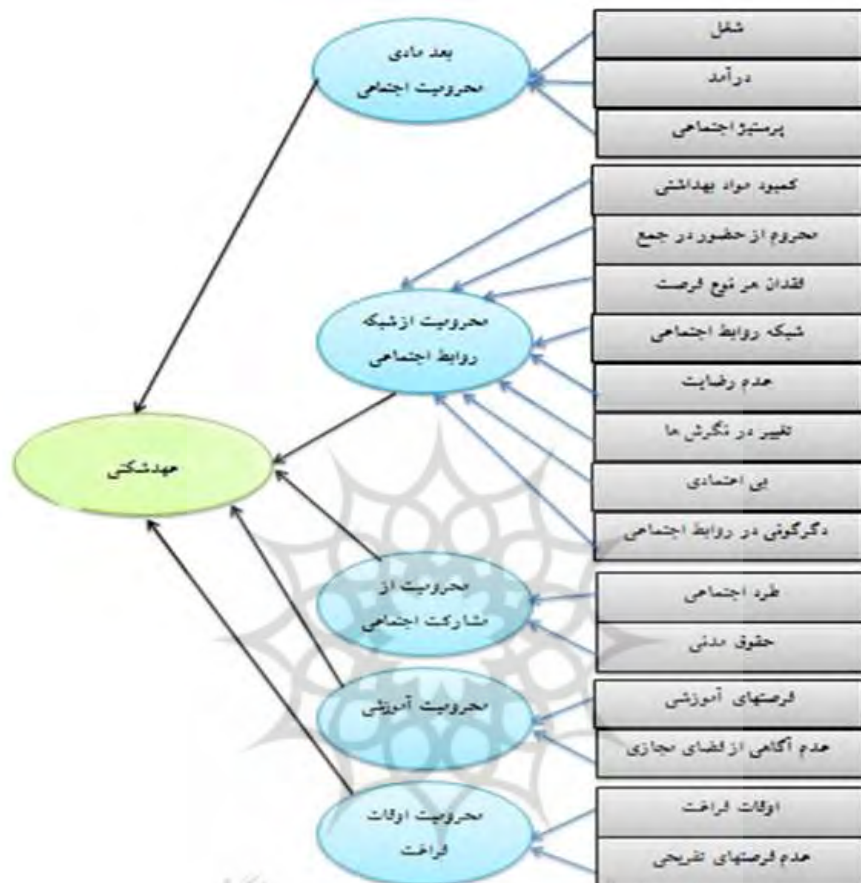 شغل
درآمد
پرستیژ اجتماعی
بعد مادی
محرومیت اجتماعی
کمبود مواد بهداشتی
محروم از حضور در جمع
فقدان هر نوع فرصت
شبکه روابط اجتماعی
عدم رضایت
تغییر در نگرش ها
بی اعتمادی
دگرگونی در روابط اجتماعی
محرومیت از شبکه
روابط اجتماعی
عهدشکنی
طرد اجتماعی
حقوق مدنی
محرومیت از
مشارکت اجتماعی
فرصتهای آموزشی
عدم آگاهی از فضای مجازی
محرومیت آموزشی
اوقات فراغت
عدم فرصتهای تفریحی
محرومیت اوقات
فراغت